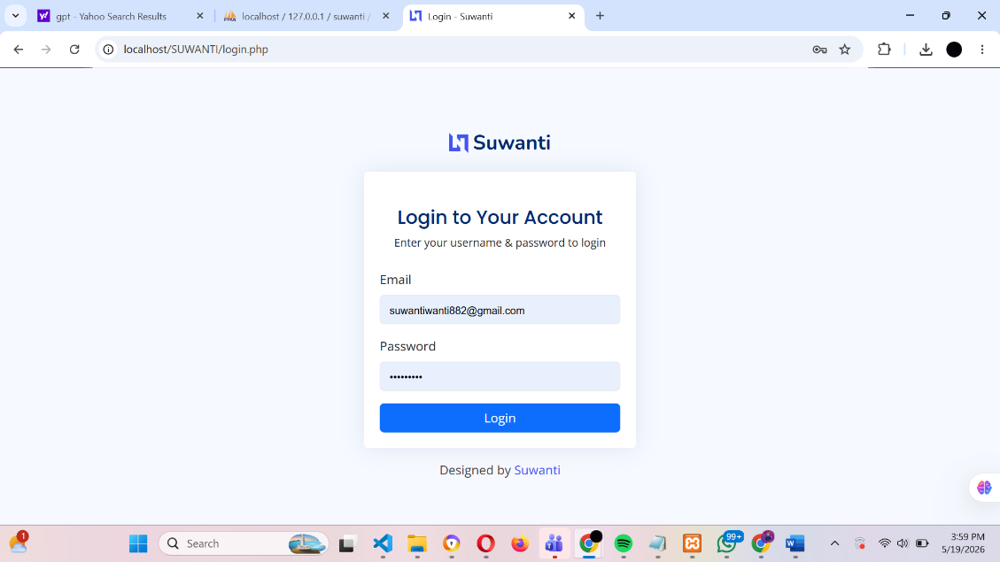 gpt - Yahoo Search Results
localhost / 127.0.0.1 / suwanti /
Login - Suwanti
localhost/SUWANTI/login.php
Suwanti
Login to Your Account
Enter your username & password to login
Email
suwantiwanti882@gmail.com
Password
•••••••••
Login
Designed by Suwanti
1
Search
99+
3:59 PM
5/19/2026